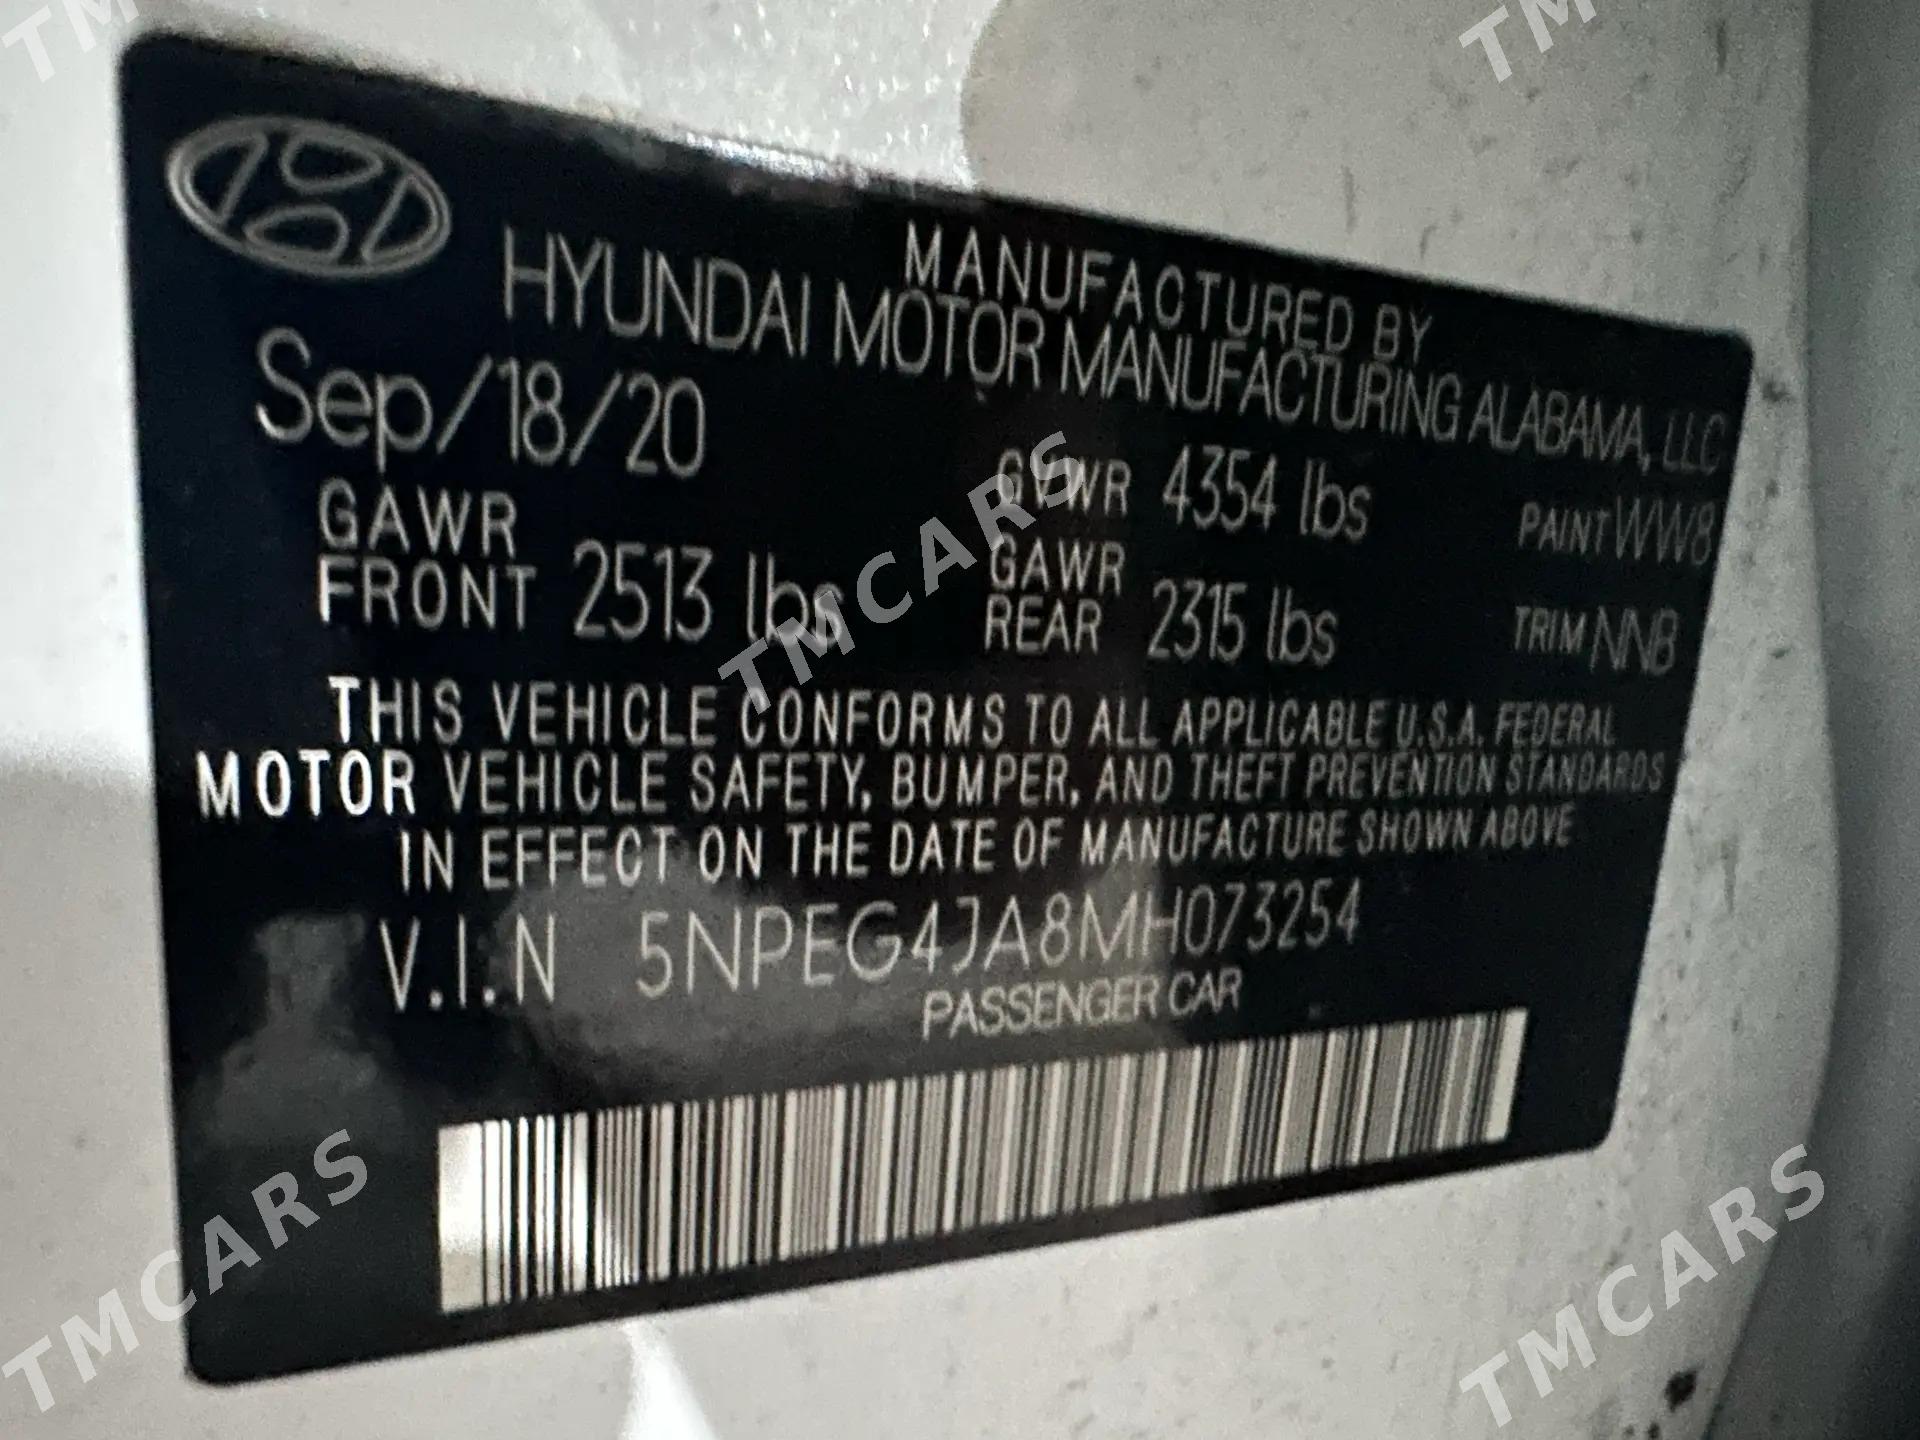 MANUFACTURED BY
HYUNDAI MOTOR MANUFACTURING ALABAMA, LLC
Sep/18/20
GVWR 4354 lbs PAINT WW8
GAWR FRONT 2513 lbs
GAWR REAR 2315 lbs TRIM NNB
THIS VEHICLE CONFORMS TO ALL APPLICABLE U.S.A. FEDERAL
MOTOR VEHICLE SAFETY, BUMPER, AND THEFT PREVENTION STANDARDS
IN EFFECT ON THE DATE OF MANUFACTURE SHOWN ABOVE
V.I.N 5NPEG4JA8MH073254
PASSENGER CAR
TMCARS
TMCARS
TMCARS
TM
TM